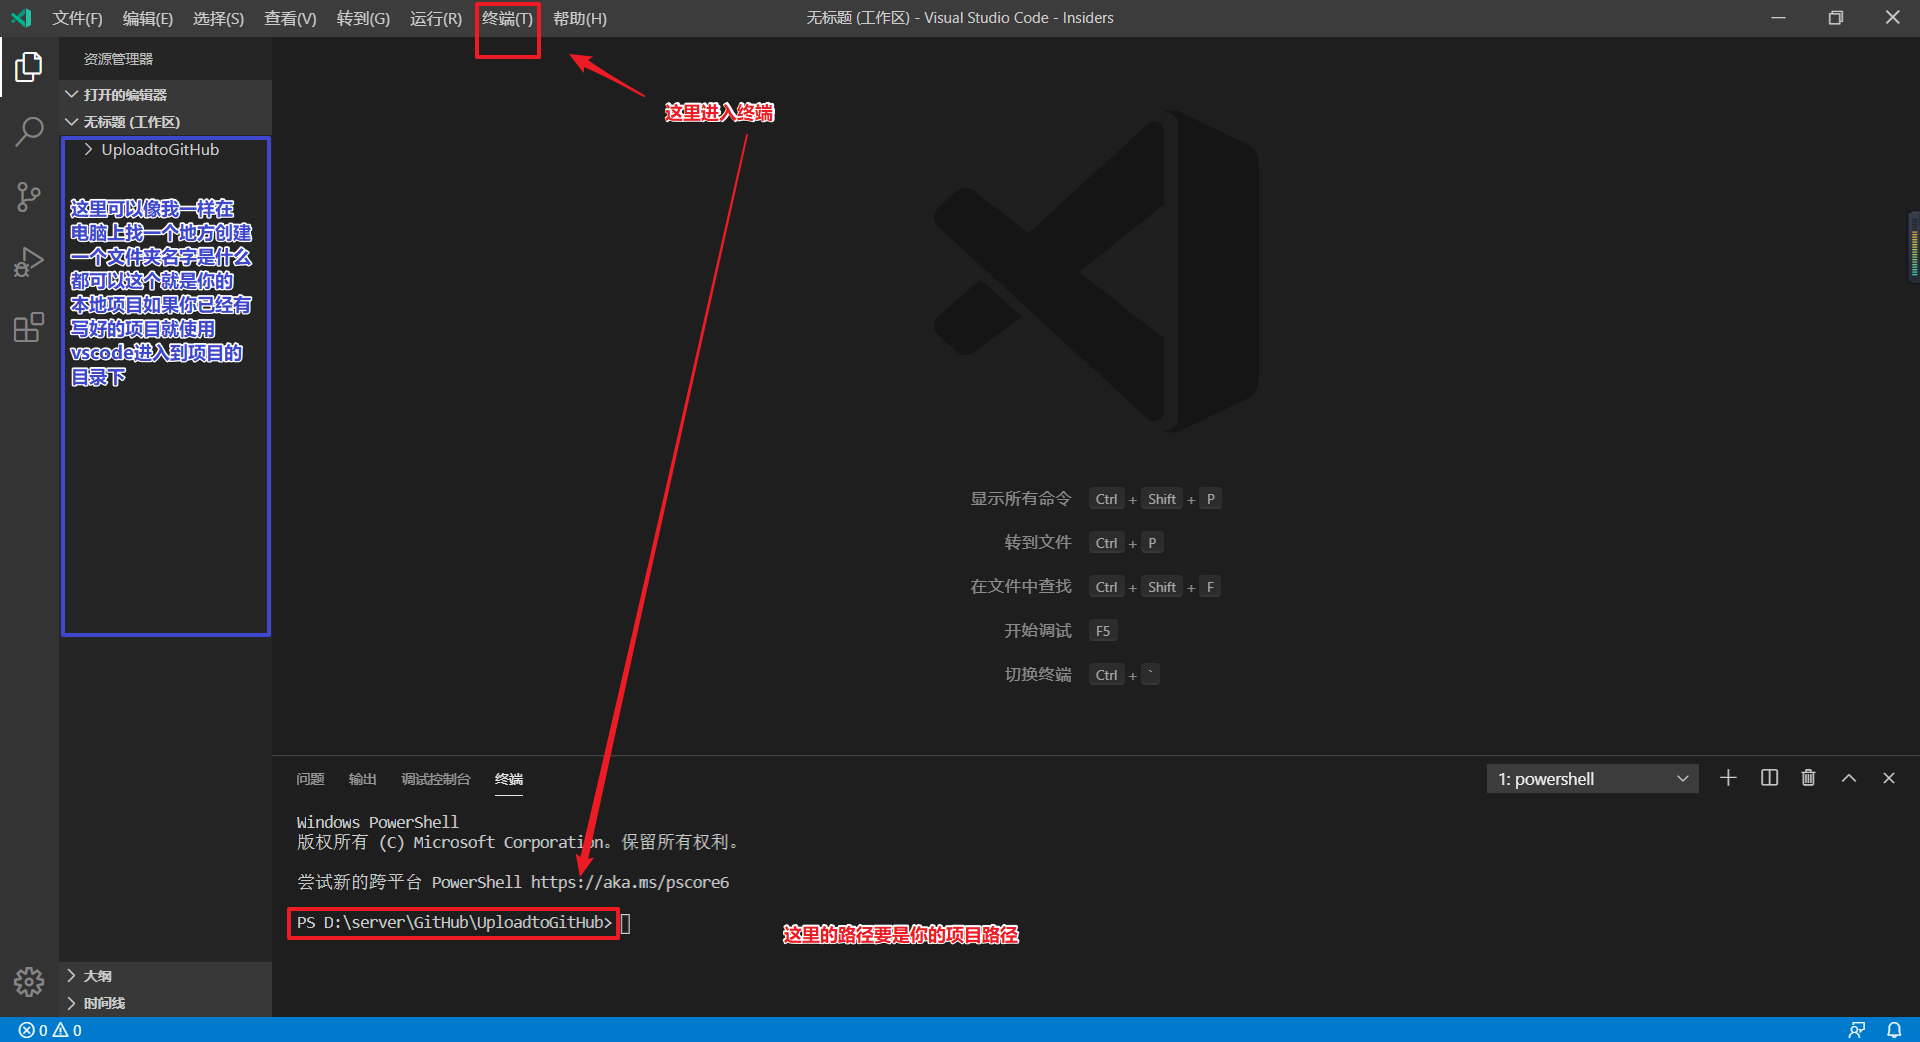 文件(F) 编辑(E) 选择(S) 查看(V) 转到(G) 运行(R) 终端(T) 帮助(H) 无标题 (工作区) - Visual Studio Code - Insiders
资源管理器
打开的编辑器
无标题 (工作区)
UploadtoGitHub
这里可以像我一样在
电脑上找一个地方创建
一个文件夹名字是什么
都可以这个就是你的
本地项目如果你已经有
写好的项目就使用
vscode进入到项目的
目录下
大纲
时间线
这里进入终端
显示所有命令 Ctrl + Shift + P
转到文件 Ctrl + P
在文件中查找 Ctrl + Shift + F
开始调试 F5
切换终端 Ctrl + `
问题 输出 调试控制台 终端 1: powershell
Windows PowerShell
版权所有 (C) Microsoft Corporation。保留所有权利。
尝试新的跨平台 PowerShell https://aka.ms/pscore6
PS D:\server\GitHub\UploadtoGitHub>
这里的路径要是你的项目路径
0 0